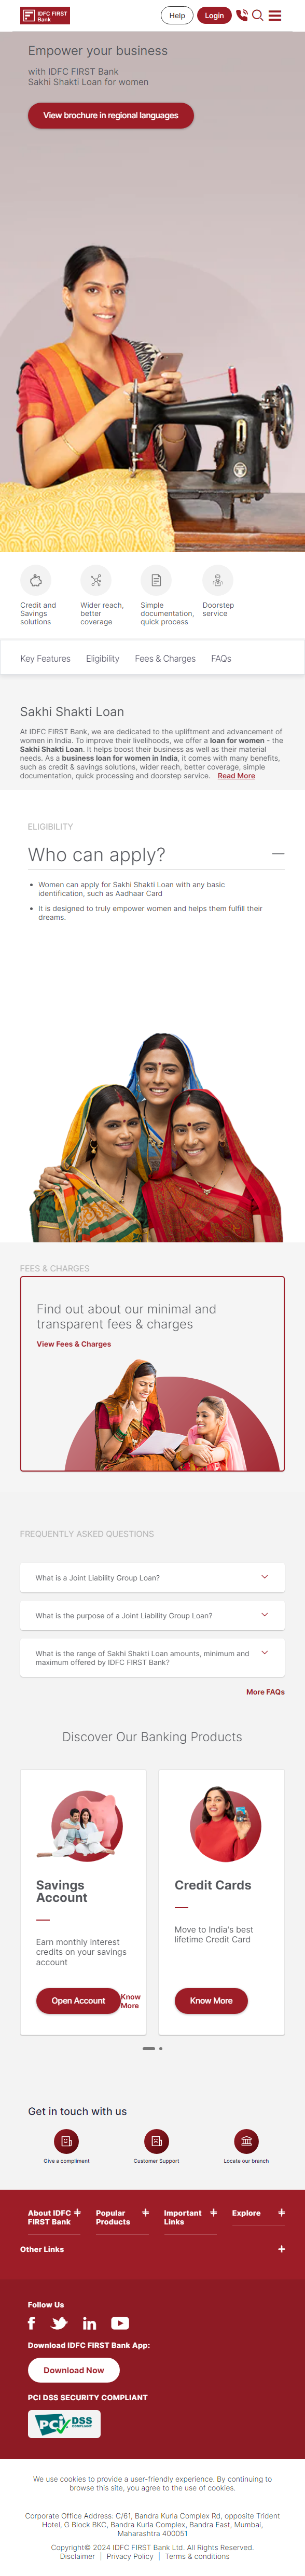 IDFC FIRST
Bank
Help
Login
Empower your business
with IDFC FIRST Bank
Sakhi Shakti Loan for women
View brochure in regional languages
Credit and
Savings
solutions
Wider reach,
better
coverage
Simple
documentation,
quick process
Doorstep
service
Key Features
Eligibility
Fees & Charges
FAQs
Sakhi Shakti Loan
At IDFC FIRST Bank, we are dedicated to the upliftment and advancement of
women in India. To improve their livelihoods, we offer a loan for women - the
Sakhi Shakti Loan. It helps boost their business as well as their material
needs. As a business loan for women in India, it comes with many benefits,
such as credit & savings solutions, wider reach, better coverage, simple
documentation, quick processing and doorstep service. Read More
ELIGIBILITY
Who can apply?
• Women can apply for Sakhi Shakti Loan with any basic
identification, such as Aadhaar Card
• It is designed to truly empower women and helps them fulfill their
dreams.
FEES & CHARGES
Find out about our minimal and
transparent fees & charges
View Fees & Charges
FREQUENTLY ASKED QUESTIONS
What is a Joint Liability Group Loan?
What is the purpose of a Joint Liability Group Loan?
What is the range of Sakhi Shakti Loan amounts, minimum and
maximum offered by IDFC FIRST Bank?
More FAQs
Discover Our Banking Products
Savings
Account
Earn monthly interest
credits on your savings
account
Open Account
Know
More
Credit Cards
Move to India's best
lifetime Credit Card
Know More
Get in touch with us
Give a compliment
Customer Support
Locate our branch
About IDFC
FIRST Bank
Popular
Products
Important
Links
Explore
Other Links
Follow Us
Download IDFC FIRST Bank App:
Download Now
PCI DSS SECURITY COMPLIANT
PCI DSS
COMPLIANT
We use cookies to provide a user-friendly experience. By continuing to
browse this site, you agree to the use of cookies.
Corporate Office Address: C/61, Bandra Kurla Complex Rd, opposite Trident
Hotel, G Block BKC, Bandra Kurla Complex, Bandra East, Mumbai,
Maharashtra 400051
Copyright© 2024 IDFC FIRST Bank Ltd. All Rights Reserved.
Disclaimer | Privacy Policy | Terms & conditions